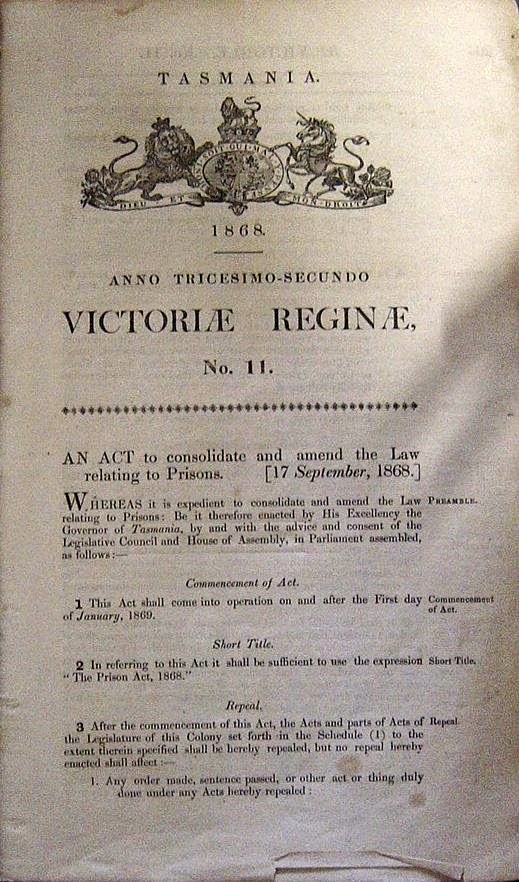 TASMANIA.
DIEU ET MON DROIT
1868.
ANNO TRICESIMO-SECUNDO
VICTORIÆ REGINÆ,
No. 11.
AN ACT to consolidate and amend the Law
relating to Prisons. [17 September, 1868.]
WHEREAS it is expedient to consolidate and amend the Law
relating to Prisons: Be it therefore enacted by His Excellency the
Governor of Tasmania, by and with the advice and consent of the
Legislative Council and House of Assembly, in Parliament assembled,
as follows:—
PREAMBLE.
Commencement of Act.
1 This Act shall come into operation on and after the First day
of January, 1869.
Commencement
of Act.
Short Title.
2 In referring to this Act it shall be sufficient to use the expression
"The Prison Act, 1868."
Short Title.
Repeal.
3 After the commencement of this Act, the Acts and parts of Acts of
the Legislature of this Colony set forth in the Schedule (1) to the
extent therein specified shall be hereby repealed, but no repeal hereby
enacted shall affect:—
Repeal.
1. Any order made, sentence passed, or other act or thing duly
done under any Acts hereby repealed: